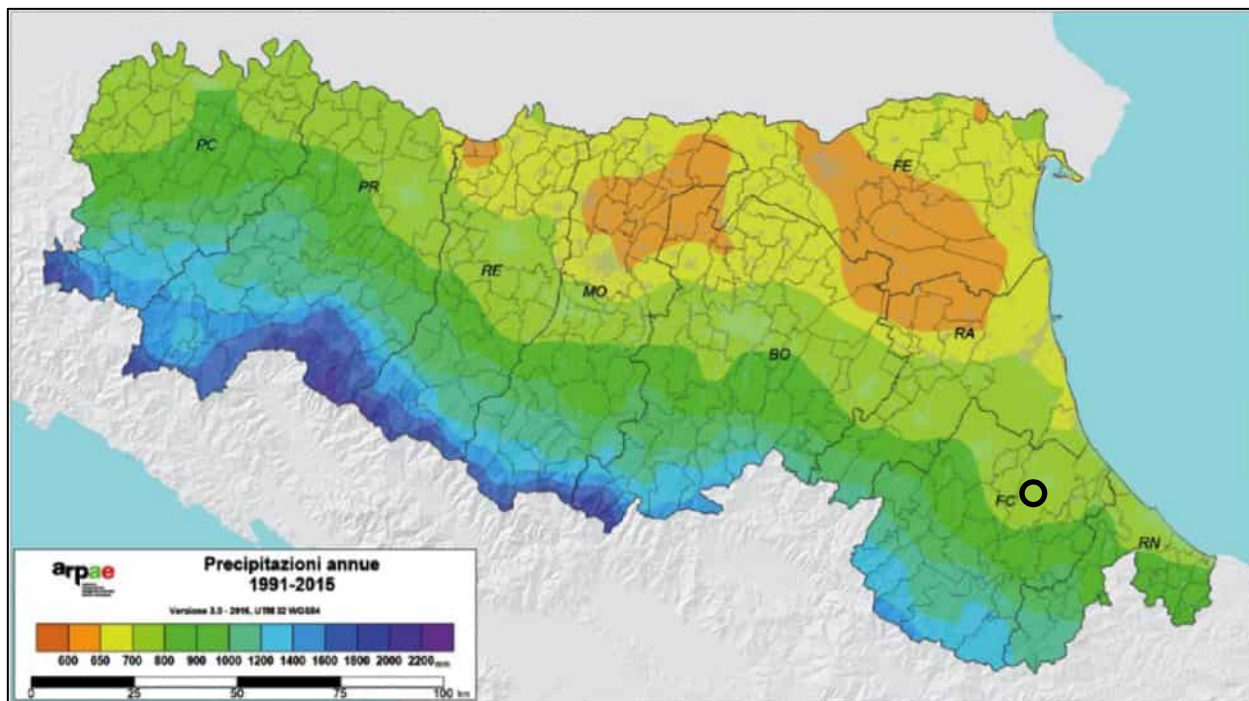 PC
FE
PR
RE
MO
RA
BO
FC
RN
arpae
Precipitazioni annue
1991-2015
Versione 3.0 - 2016, UTM 32 WGS84
600 650 700 800 900 1000 1200 1400 1600 1800 2000 2200 mm
0 25 50 75 100 km